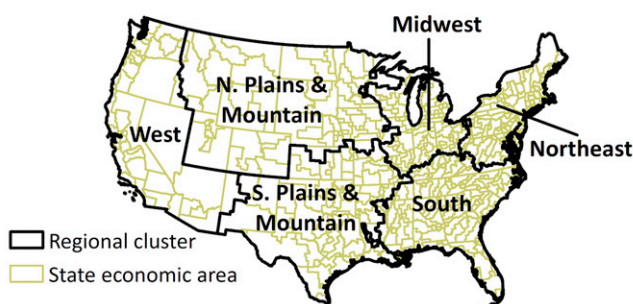 Midwest
N. Plains &
Mountain
West
Northeast
S. Plains &
Mountain
South
Regional cluster
State economic area